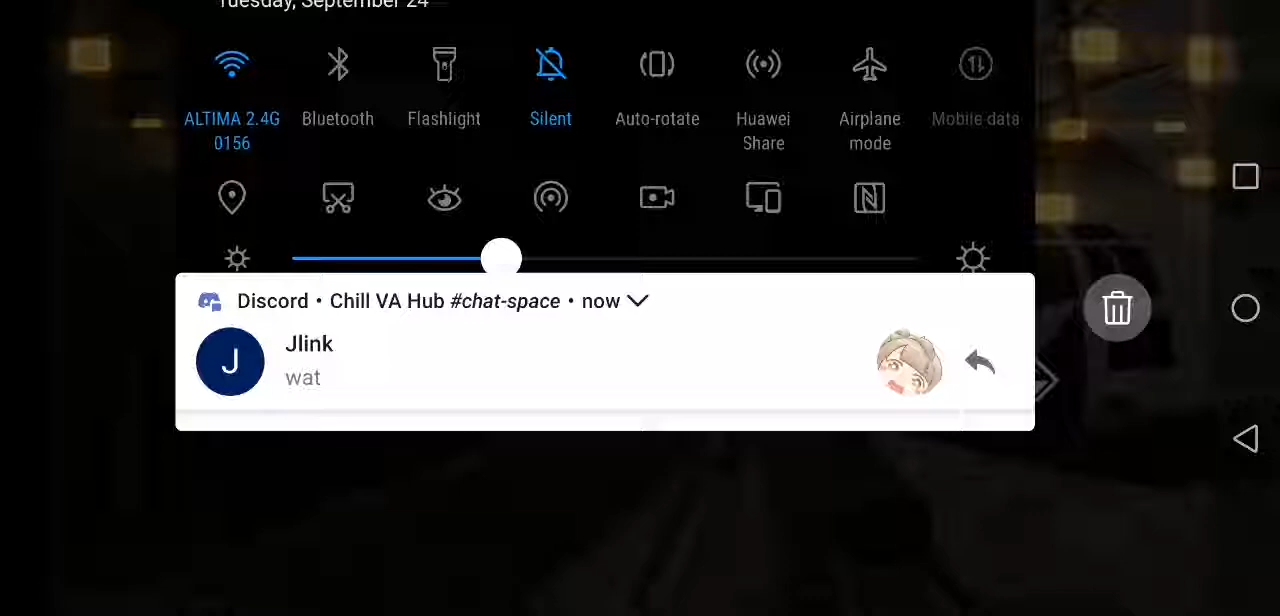 Tuesday, September 24
ALTIMA 2.4G Bluetooth Flashlight Silent Auto-rotate Huawei Airplane Mobile data
0156 Share mode
Discord • Chill VA Hub #chat-space • now
J
Jlink
wat